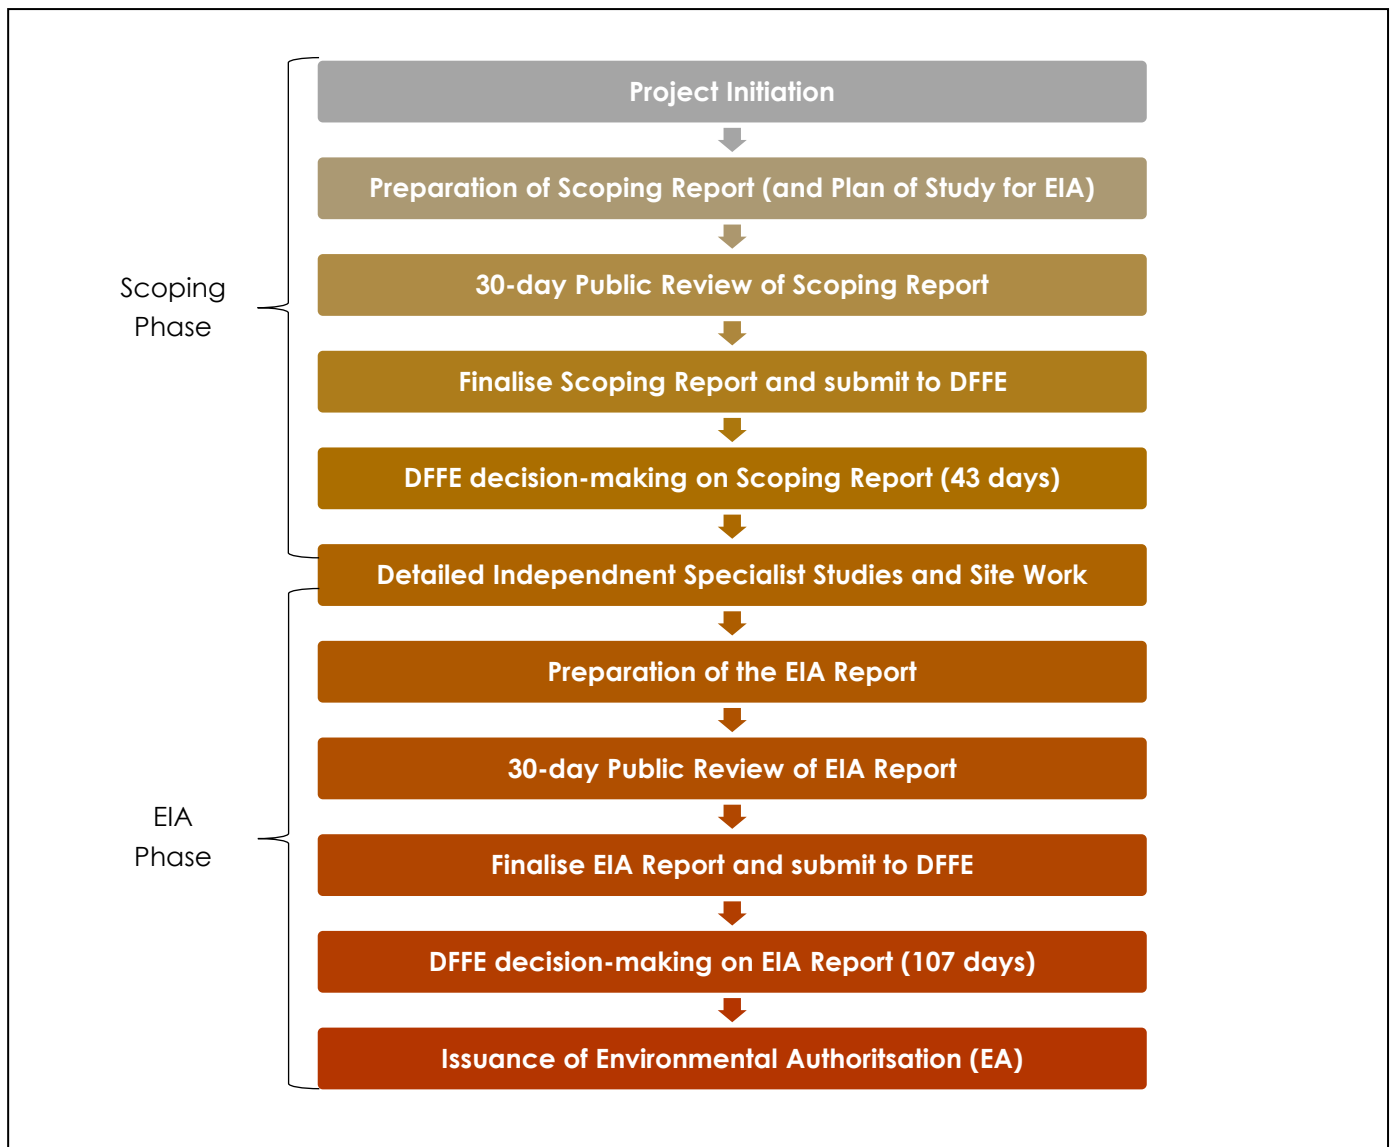 Project Initiation
Preparation of Scoping Report (and Plan of Study for EIA)
30-day Public Review of Scoping Report
Scoping
Phase
Finalise Scoping Report and submit to DFFE
DFFE decision-making on Scoping Report (43 days)
Detailed Independnent Specialist Studies and Site Work
Preparation of the EIA Report
30-day Public Review of EIA Report
EIA
Phase
Finalise EIA Report and submit to DFFE
DFFE decision-making on EIA Report (107 days)
Issuance of Environmental Authoritsation (EA)